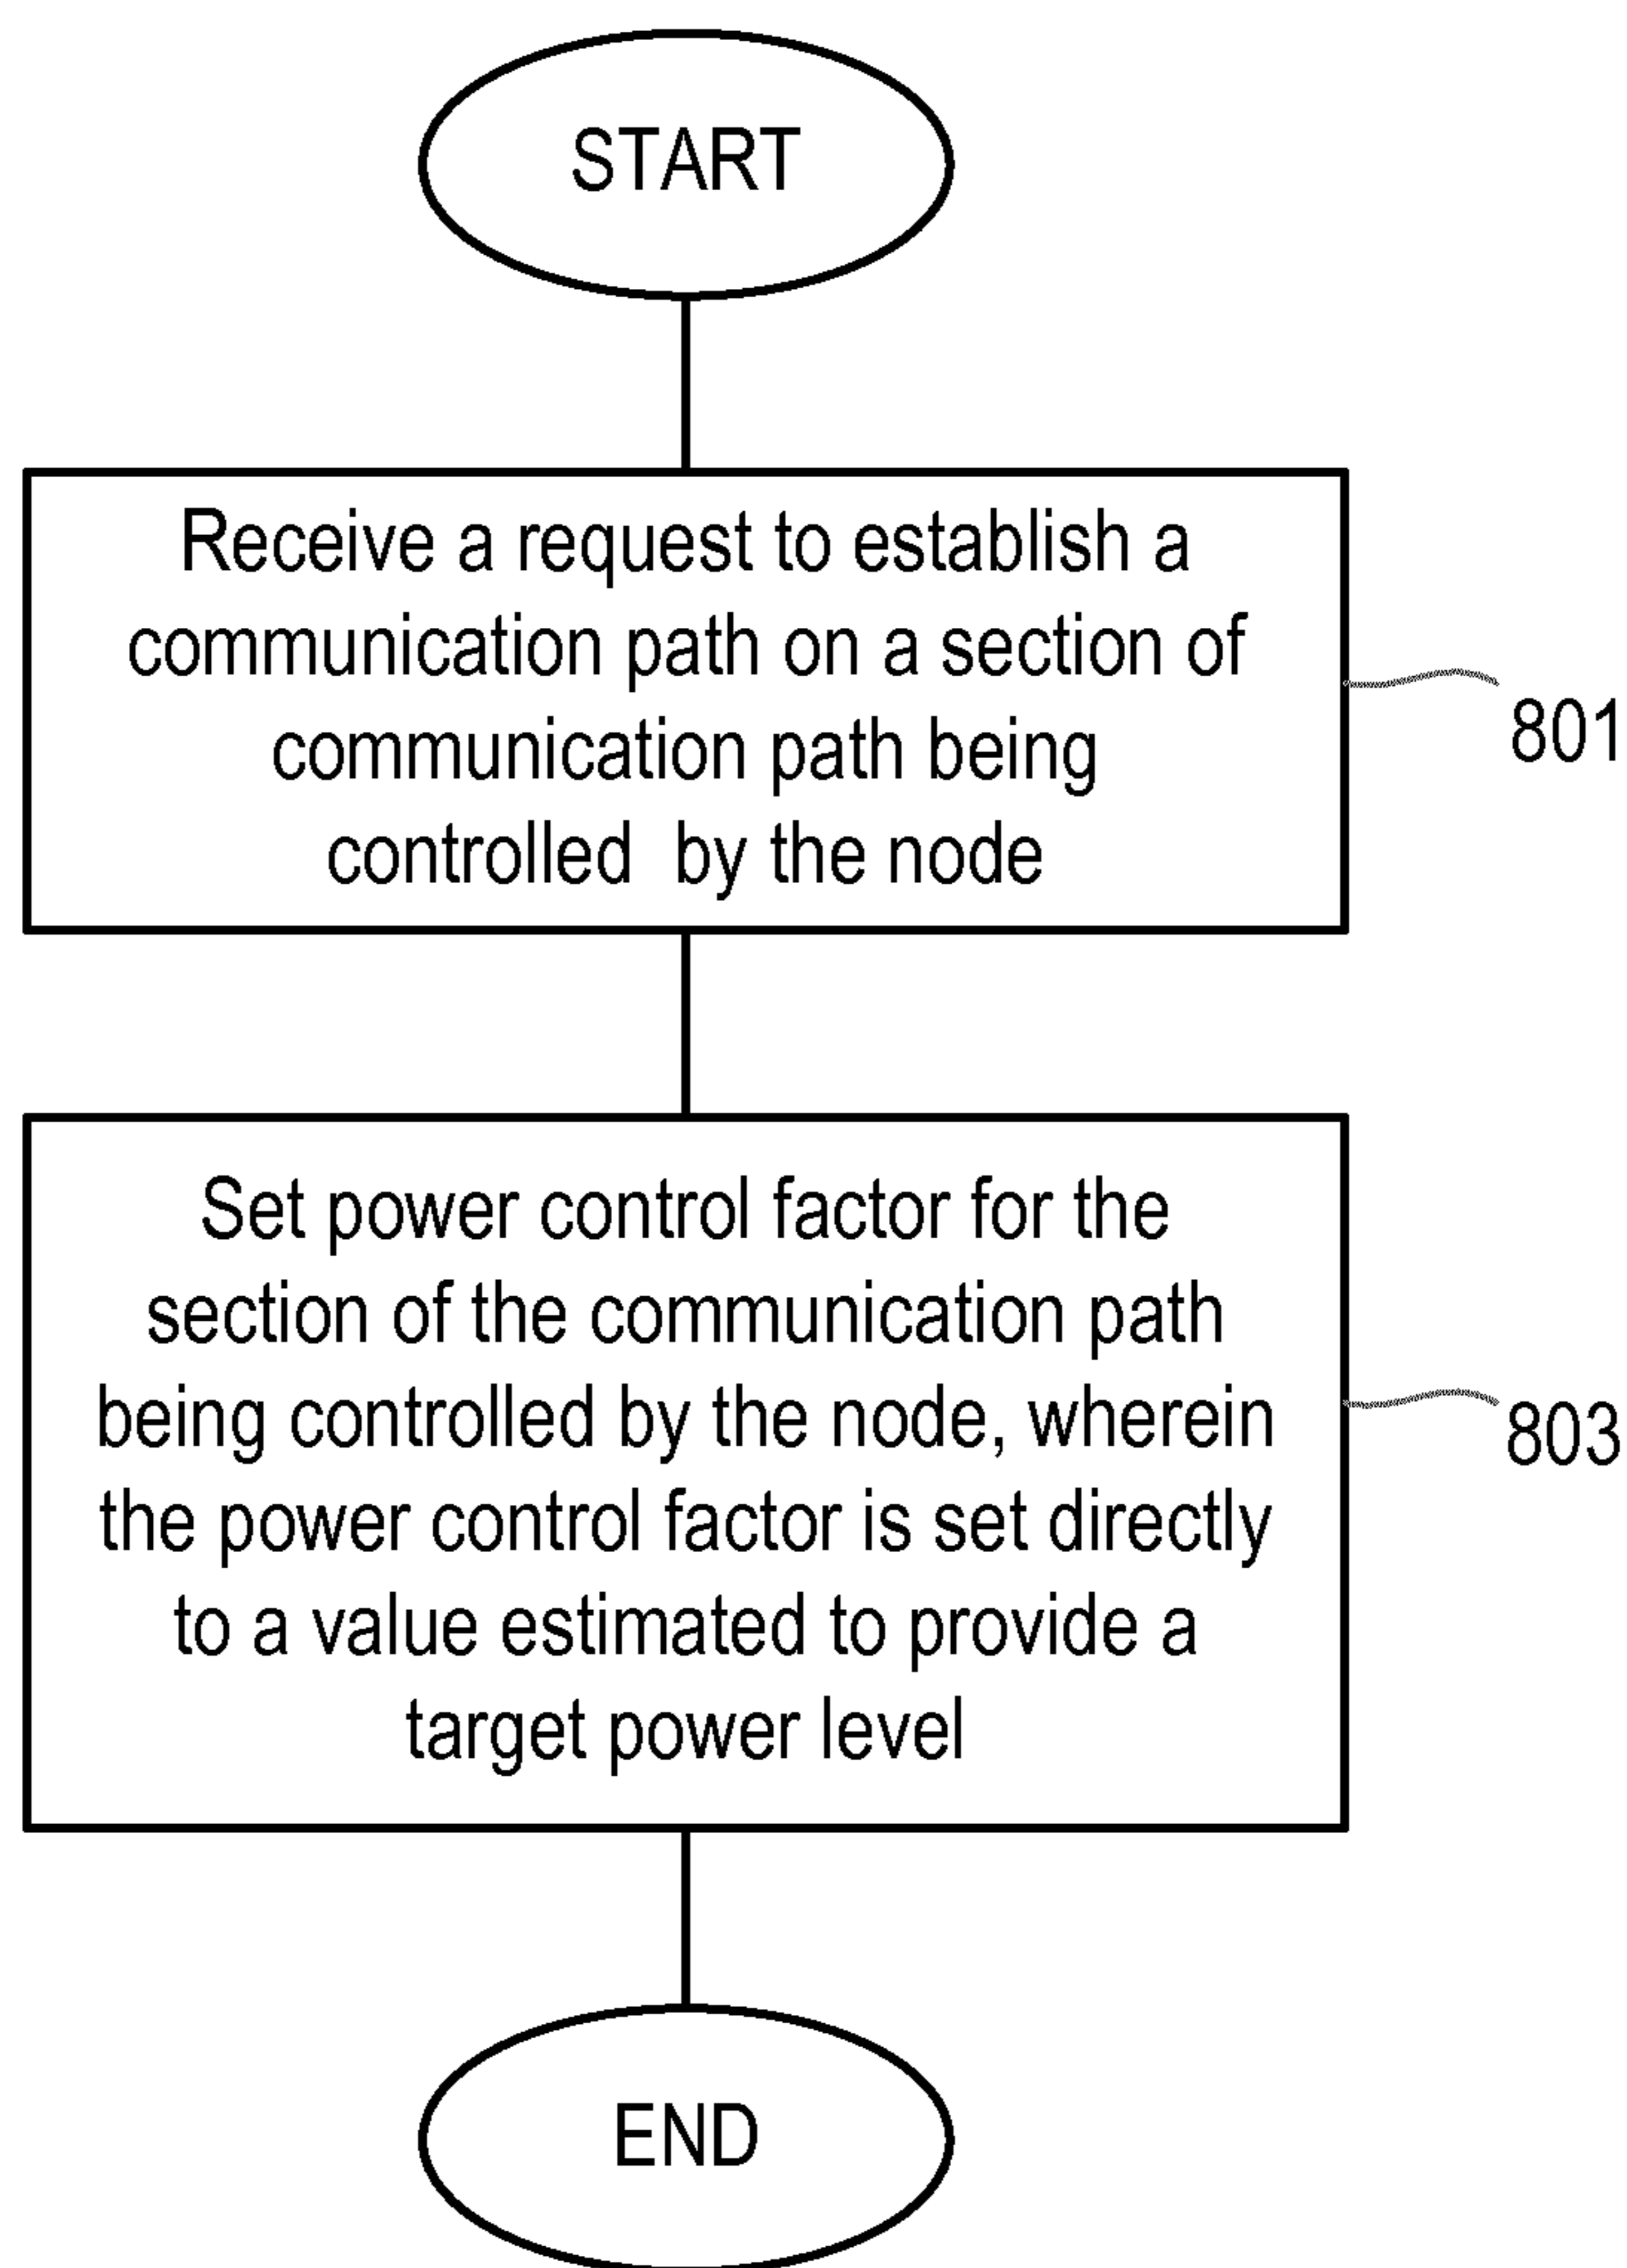 START
Receive a request to establish a
communication path on a section of
communication path being
controlled by the node
801
Set power control factor for the
section of the communication path
being controlled by the node, wherein
the power control factor is set directly
to a value estimated to provide a
target power level
803
END